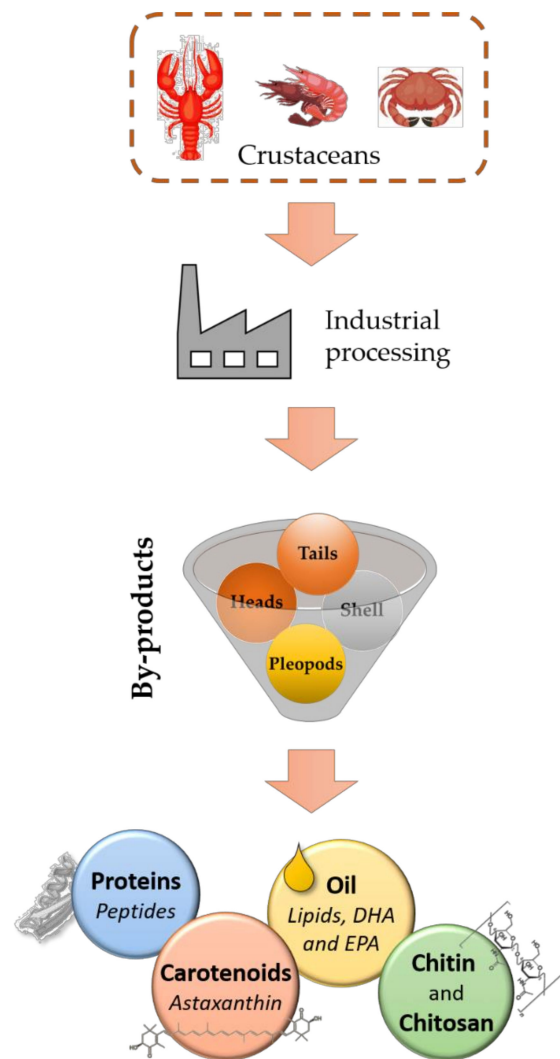 Crustaceans
Industrial
processing
By-products
Tails
Heads
Shell
Pleopods
Proteins
Peptides
Carotenoids
Astaxanthin
Oil
Lipids, DHA
and EPA
Chitin
and
Chitosan